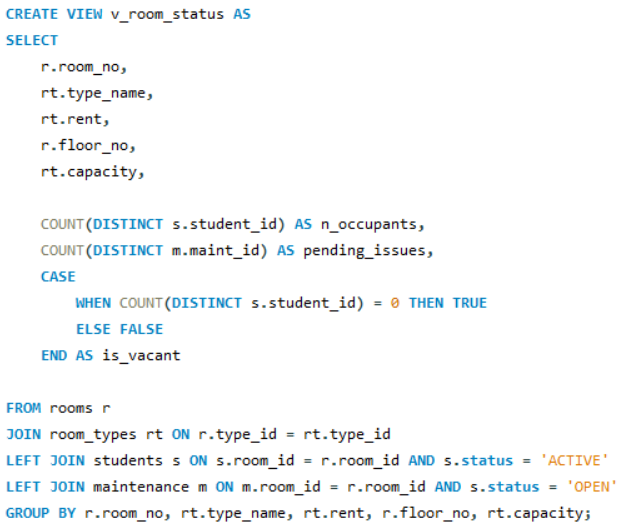 CREATE VIEW v_room_status AS
SELECT
r.room_no,
rt.type_name,
rt.rent,
r.floor_no,
rt.capacity,
COUNT(DISTINCT s.student_id) AS n_occupants,
COUNT(DISTINCT m.maint_id) AS pending_issues,
CASE
WHEN COUNT(DISTINCT s.student_id) = 0 THEN TRUE
ELSE FALSE
END AS is_vacant
FROM rooms r
JOIN room_types rt ON r.type_id = rt.type_id
LEFT JOIN students s ON s.room_id = r.room_id AND s.status = 'ACTIVE'
LEFT JOIN maintenance m ON m.room_id = r.room_id AND s.status = 'OPEN'
GROUP BY r.room_no, rt.type_name, rt.rent, r.floor_no, rt.capacity;